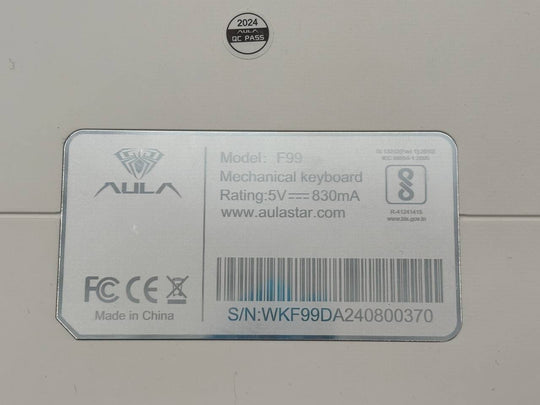 2024
AULA
QC PASS
AULA
Model: F99
Mechanical keyboard
Rating:5V⎓830mA
www.aulastar.com
R-41241415
www.bis.gov.in
FC CE
Made in China
S/N:WKF99DA240800370